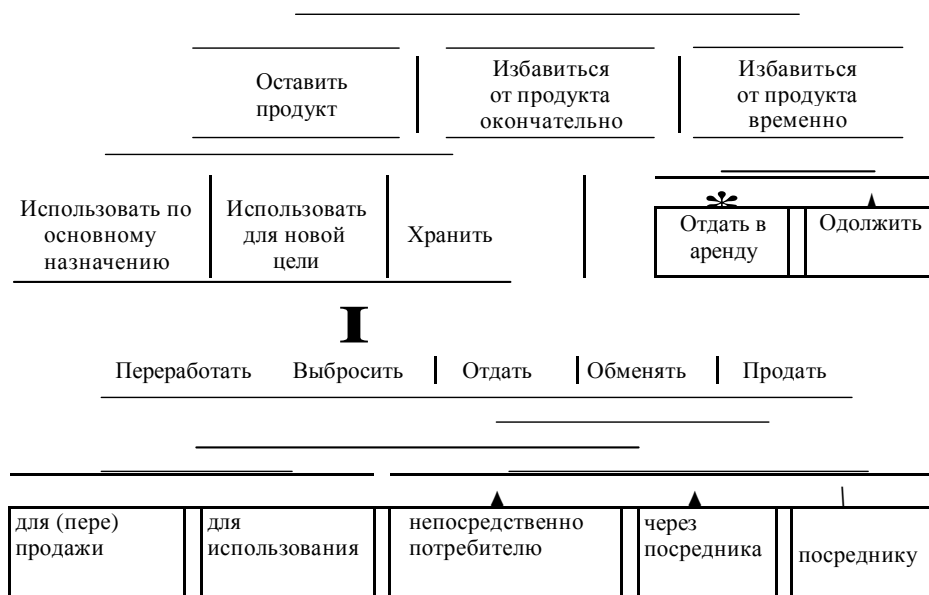 Оставить
продукт
Избавиться
от продукта
окончательно
Избавиться
от продукта
временно
Использовать по
основному
назначению
Использовать
для новой
цели
Хранить
Отдать в
аренду
Одолжить
Переработать
Выбросить
Отдать
Обменять
Продать
для (пере)
продажи
для
использования
непосредственно
потребителю
через
посредника
посреднику